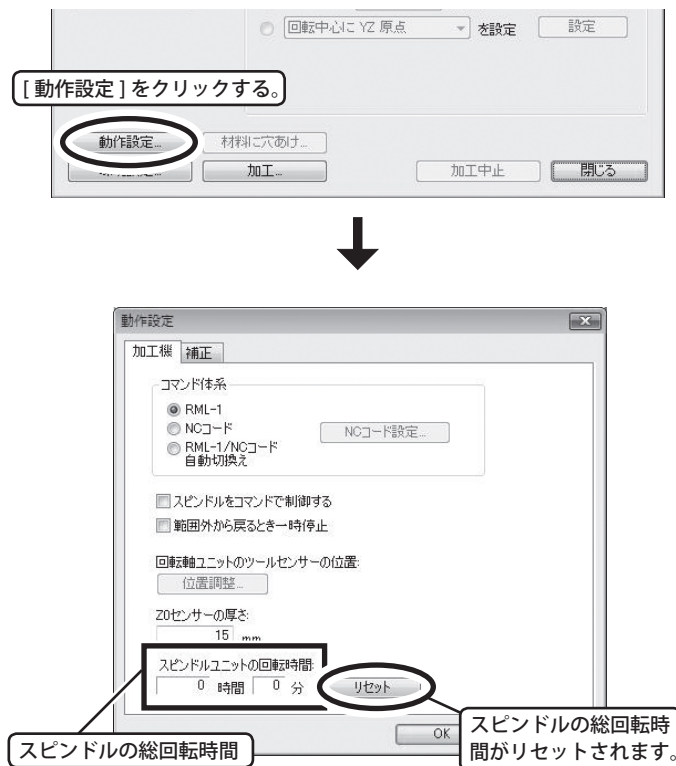 回転中心に YZ 原点 を設定 設定
[ 動作設定 ] をクリックする。
動作設定... 材料に穴あけ...
加工... 加工中止 閉じる
動作設定
加工機 補正
コマンド体系
RML-1
NCコード NCコード設定...
RML-1/NCコード
自動切換え
スピンドルをコマンドで制御する
範囲外から戻るとき一時停止
回転軸ユニットのツールセンサーの位置:
位置調整...
Z0センサーの厚さ:
15 mm
スピンドルユニットの回転時間:
0 時間 0 分 リセット
OK
スピンドルの総回転時間
スピンドルの総回転時
間がリセットされます。